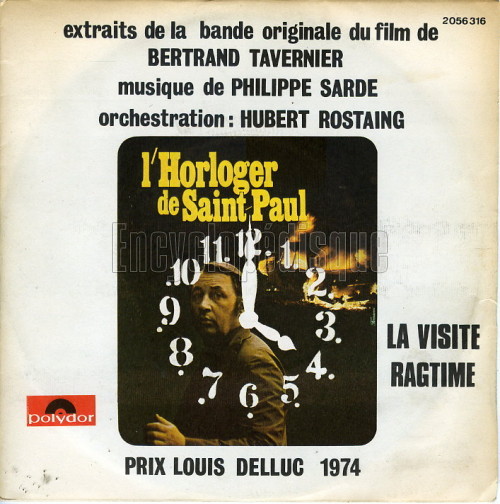 2056 316
extraits de la bande originale du film de
BERTRAND TAVERNIER
musique de PHILIPPE SARDE
orchestration: HUBERT ROSTAING
l'Horloger
de Saint Paul
Encyclopédisque
12.
11.
1.
10.
2.
9.
3.
8.
4.
7.
5.
6.
LA VISITE
RAGTIME
polydor
PRIX LOUIS DELLUC 1974